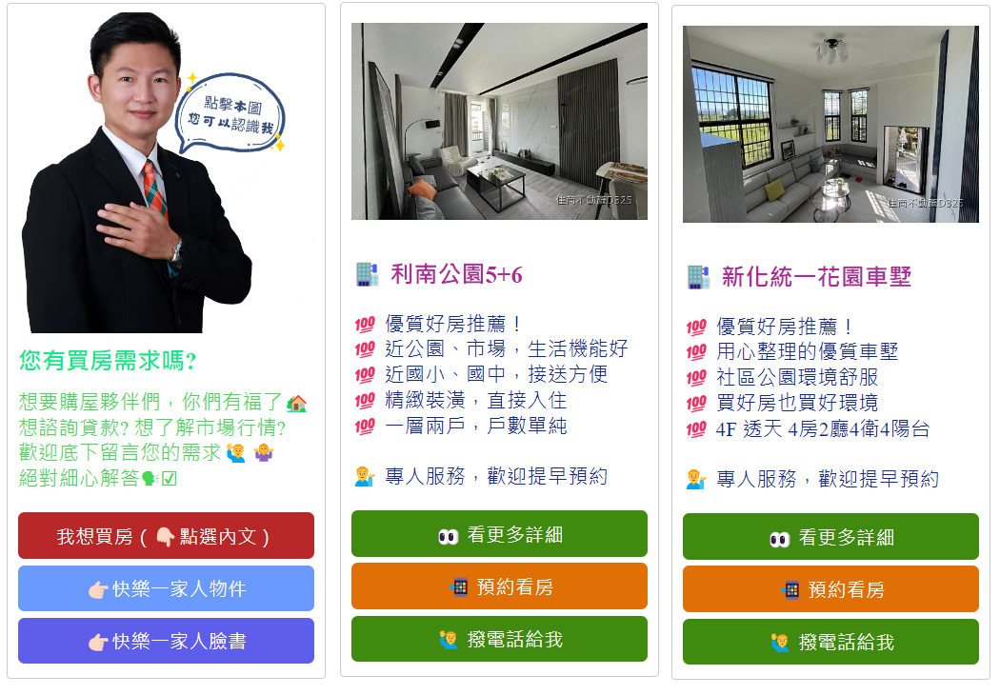 點擊本圖
您可以認識我
您有買房需求嗎?
想要購屋夥伴們，你們有福了🏠
想諮詢貸款? 想了解市場行情?
歡迎底下留言您的需求🙋‍♂️ 🤷‍♀️
絕對細心解答🗣☑
我想買房 ( 👇🏻 點選內文 )
👉🏻快樂一家人物件
👉🏻快樂一家人臉書
住商不動產D325
🏢 利南公園5+6
💯 優質好房推薦！
💯 近公園、市場，生活機能好
💯 近國小、國中，接送方便
💯 精緻裝潢，直接入住
💯 一層兩戶，戶數單純
💁‍♂️ 專人服務，歡迎提早預約
👀 看更多詳細
📲 預約看房
🙋‍♂️ 撥電話給我
住商不動產D325
🏢 新化統一花園車墅
💯 優質好房推薦！
💯 用心整理的優質車墅
💯 社區公園環境舒服
💯 買好房也買好環境
💯 4F 透天 4房2廳4衛4陽台
💁‍♂️ 專人服務，歡迎提早預約
👀 看更多詳細
📲 預約看房
🙋‍♂️ 撥電話給我